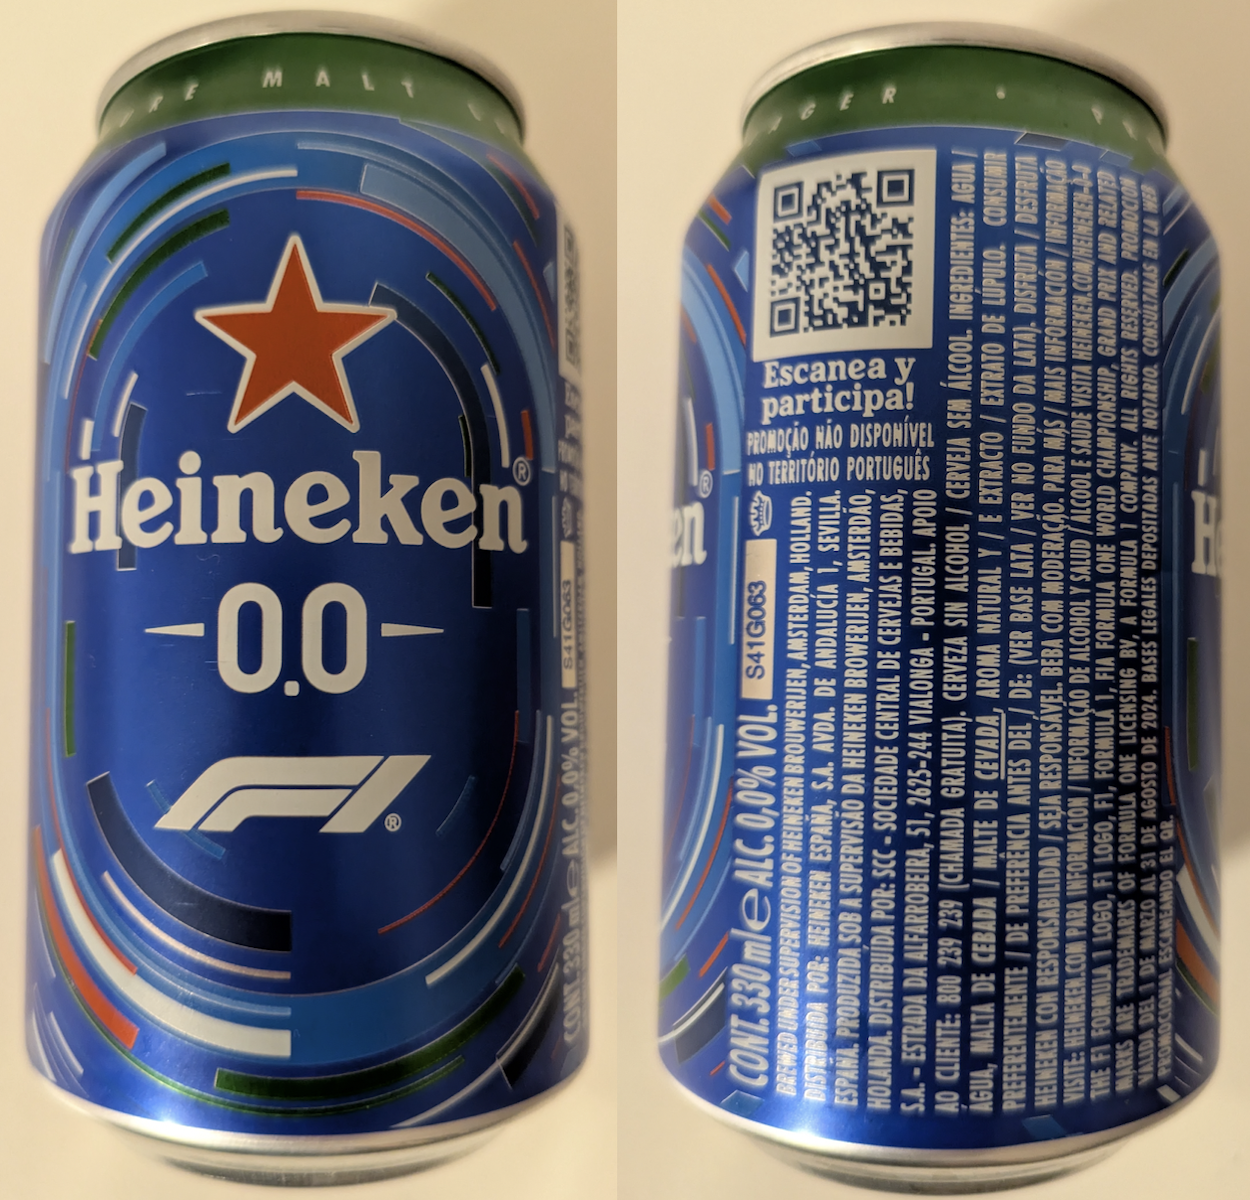 MALT
Heineken®
0.0
F1®
S41G063
CONT. 330 ml e ALC. 0,0% VOL.
Escanea y
participa!
PROMOÇÃO NÃO DISPONÍVEL
NO TERRITÓRIO PORTUGUÊS
S41G063
CONT. 330 ml e ALC. 0,0% VOL.
BREWED UNDER SUPERVISION OF HEINEKEN BROUWERIJEN, AMSTERDAM, HOLLAND.
DISTRIBUIDA POR: HEINEKEN ESPAÑA, S.A. AVDA. DE ANDALUCÍA 1, SEVILLA.
ESPAÑA. PRODUZIDA SOB A SUPERVISÃO DA HEINEKEN BROWERIJEN, AMSTERDÃO,
HOLANDA. DISTRIBUÍDA POR: SCC - SOCIEDADE CENTRAL DE CERVEJAS E BEBIDAS,
S.A. - ESTRADA DA ALFARROBEIRA, 51, 2625-244 VIALONGA - PORTUGAL. APOIO
AO CLIENTE: 800 239 239 (CHAMADA GRATUITA). CERVEZA SIN ALCOHOL / CERVEJA SEM ÁLCOOL. INGREDIENTES: AGUA /
ÁGUA, MALTA DE CEBADA / MALTE DE CEVADA, AROMA NATURAL Y / E EXTRACTO / EXTRATO DE LÚPULO. CONSUMIR
PREFERENTEMENTE / DE PREFERÊNCIA ANTES DEL / DE: (VER BASE LATA / VER NO FUNDO DA LATA). DISFRUTA / DESFRUTA
HEINEKEN CON RESPONSABILIDAD / SEJA RESPONSÁVEL. BEBA COM MODERAÇÃO. PARA MÁS / MAIS INFORMACIÓN / INFORMAÇÃO
VISITE: HEINEKEN.COM PARA INFORMACIÓN / INFORMAÇÃO DE ALCOHOL Y SALUD / ÁLCOOL E SAÚDE VISITA HEINEKEN.COM/HEINEKEN-0-0
THE F1 FORMULA 1 LOGO, F1 LOGO, F1, FORMULA 1, FIA FORMULA ONE WORLD CHAMPIONSHIP, GRAND PRIX AND RELATED
MARKS ARE TRADEMARKS OF FORMULA ONE LICENSING BV, A FORMULA 1 COMPANY. ALL RIGHTS RESERVED. PROMOCIÓN
VÁLIDA DEL 1 DE MARZO AL 31 DE AGOSTO DE 2024. BASES LEGALES DEPOSITADAS ANTE NOTARIO. CONSULTALAS EN LA WEB
PROMOCIONAL ESCANEANDO EL QR.